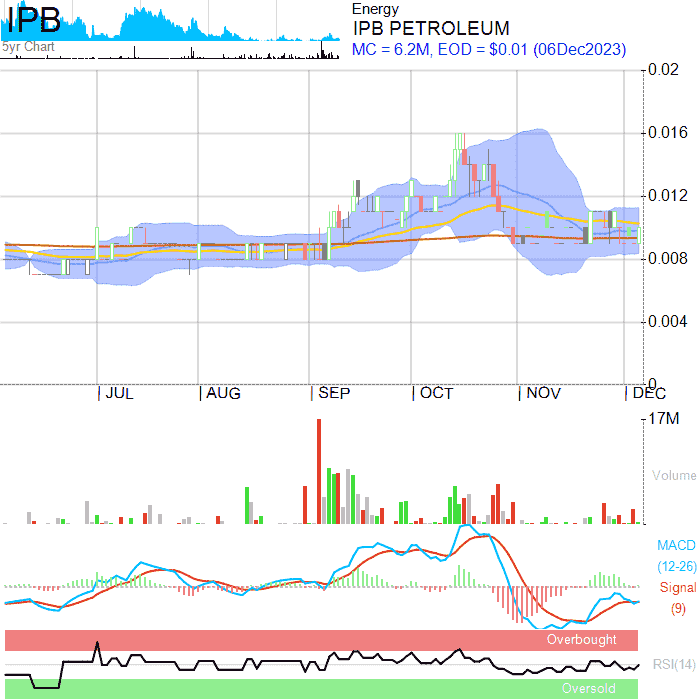 IPB
5yr Chart
Energy
IPB PETROLEUM
MC = 6.2M, EOD = $0.01 (06Dec2023)
0.02
0.016
0.012
0.008
0.004
0
JUL AUG SEP OCT NOV DEC
17M
Volume
MACD
(12-26)
Signal
(9)
Overbought
RSI(14)
Oversold